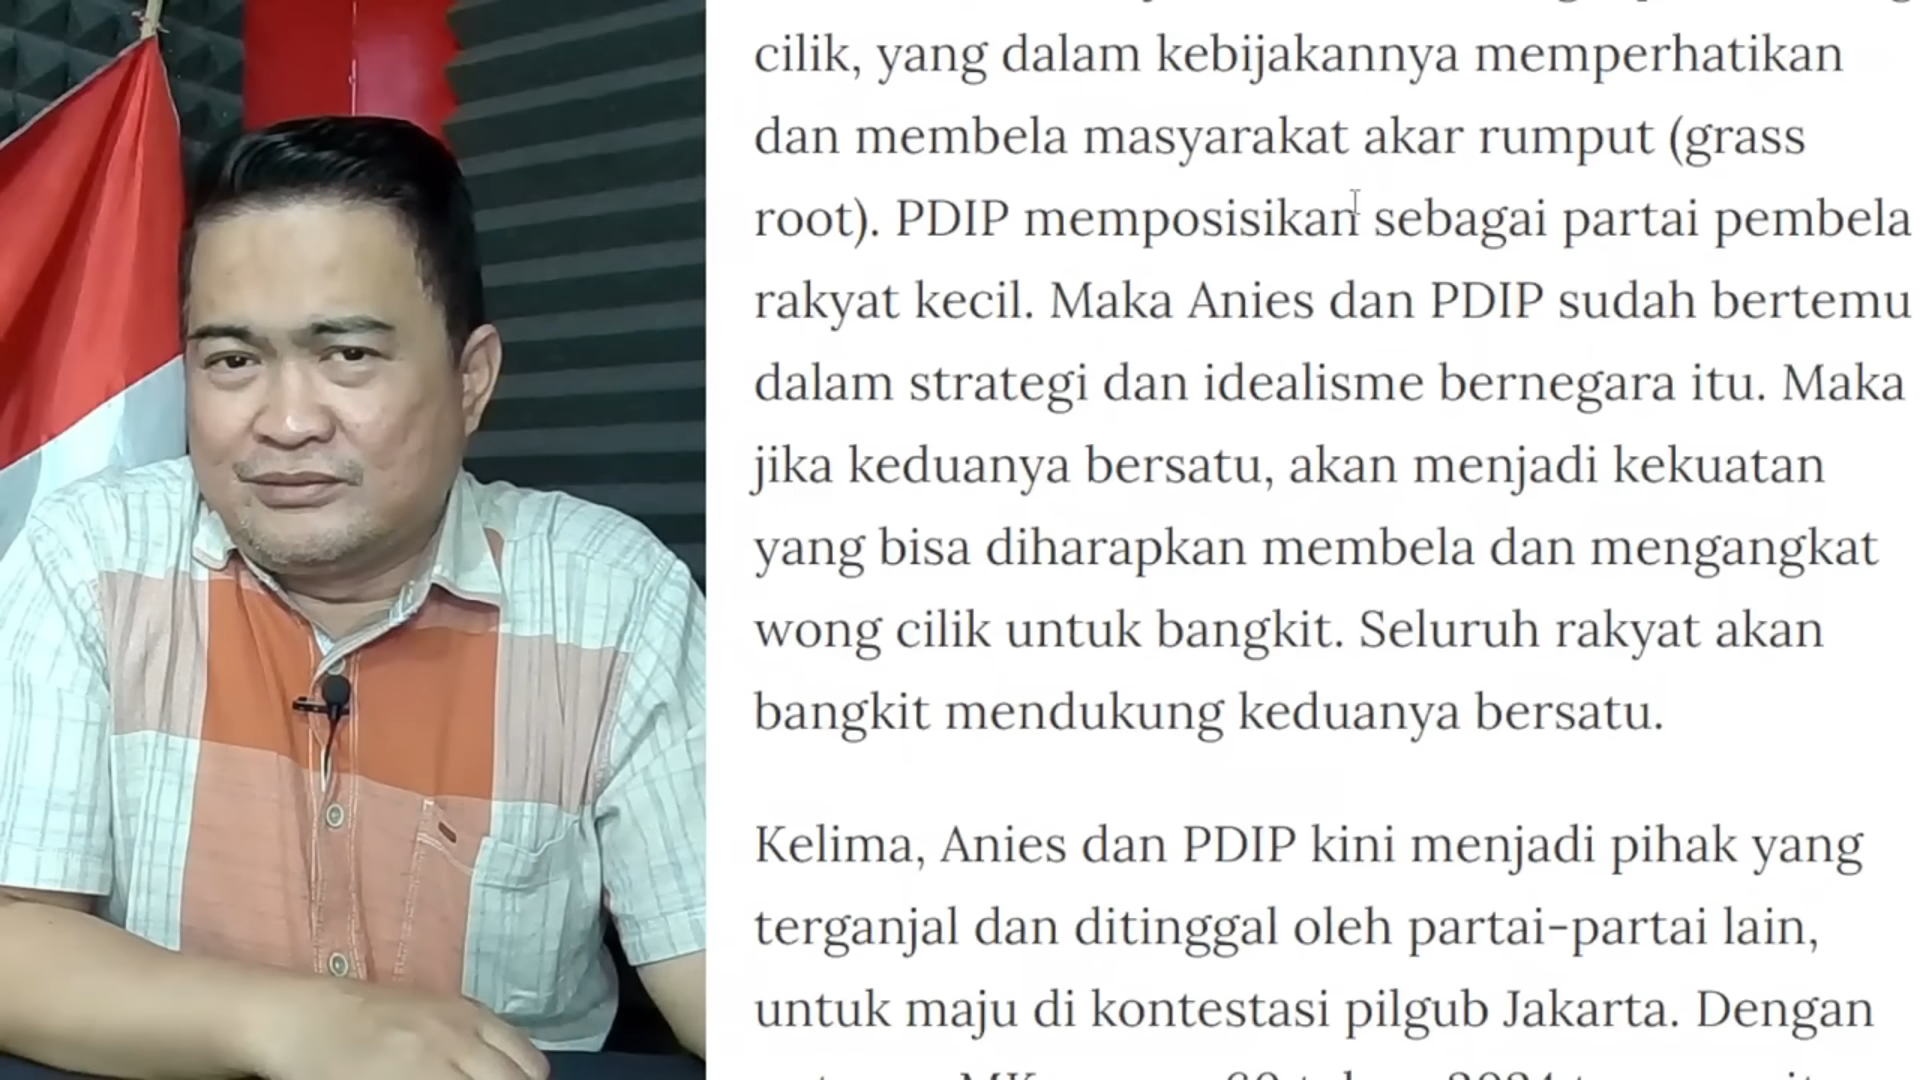 cilik, yang dalam kebijakannya memperhatikan
dan membela masyarakat akar rumput (grass
root). PDIP memposisikan sebagai partai pembela
rakyat kecil. Maka Anies dan PDIP sudah bertemu
dalam strategi dan idealisme bernegara itu. Maka
jika keduanya bersatu, akan menjadi kekuatan
yang bisa diharapkan membela dan mengangkat
wong cilik untuk bangkit. Seluruh rakyat akan
bangkit mendukung keduanya bersatu.
Kelima, Anies dan PDIP kini menjadi pihak yang
terganjal dan ditinggal oleh partai-partai lain,
untuk maju di kontestasi pilgub Jakarta. Dengan